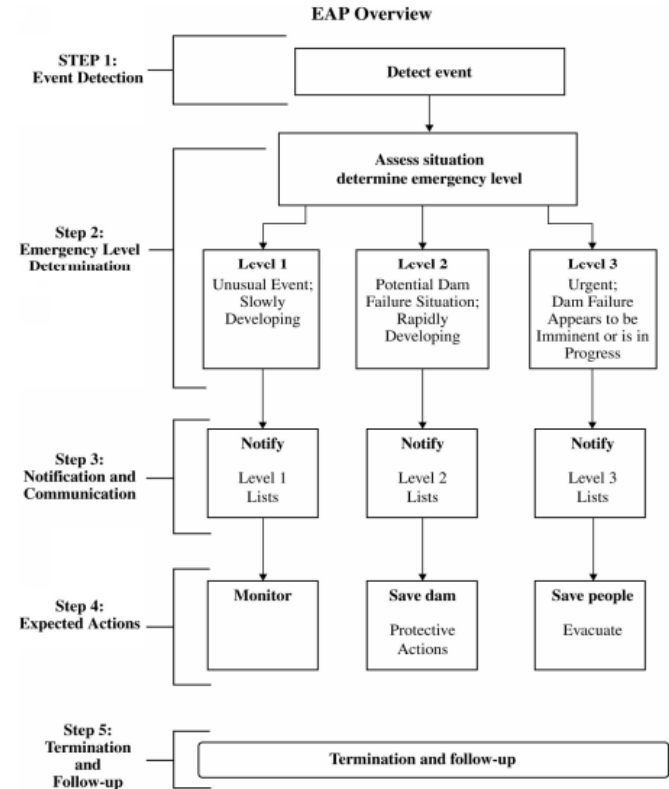 EAP Overview
STEP 1:
Event Detection
Detect event
Assess situation
determine emergency level
Step 2:
Emergency Level
Determination
Level 1
Unusual Event;
Slowly
Developing
Level 2
Potential Dam
Failure Situation;
Rapidly
Developing
Level 3
Urgent;
Dam Failure
Appears to be
Imminent or is in
Progress
Step 3:
Notification and
Communication
Notify
Level 1
Lists
Notify
Level 2
Lists
Notify
Level 3
Lists
Step 4:
Expected Actions
Monitor
Save dam
Protective
Actions
Save people
Evacuate
Step 5:
Termination
and
Follow-up
Termination and follow-up